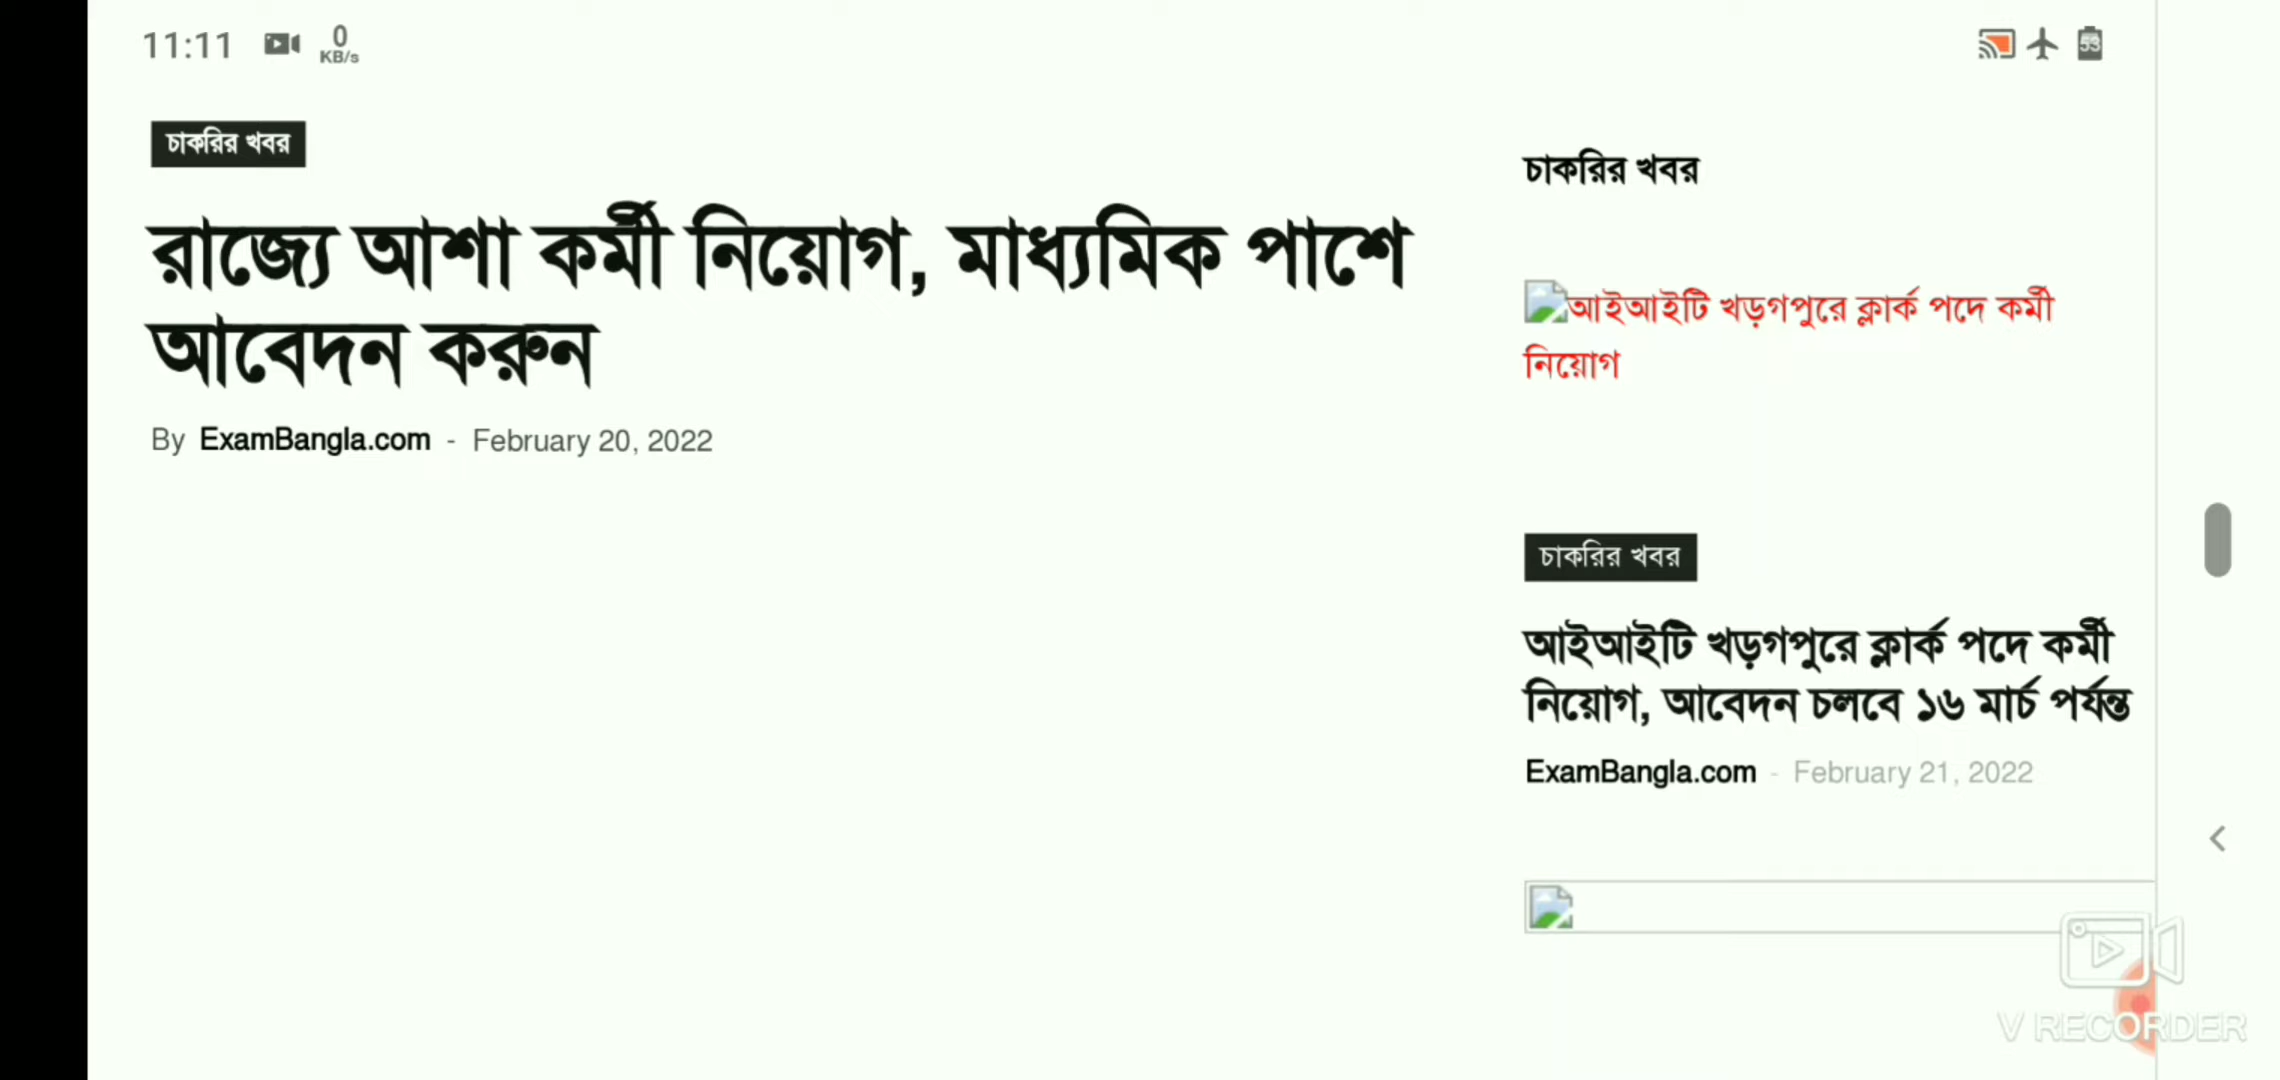 11:11 0
KB/s
53
চাকরির খবর
রাজ্যে আশা কর্মী নিয়োগ, মাধ্যমিক পাশে
আবেদন করুন
By ExamBangla.com - February 20, 2022
চাকরির খবর
আইআইটি খড়গপুরে ক্লার্ক পদে কর্মী
নিয়োগ
চাকরির খবর
আইআইটি খড়গপুরে ক্লার্ক পদে কর্মী
নিয়োগ, আবেদন চলবে ১৬ মার্চ পর্যন্ত
ExamBangla.com - February 21, 2022
V RECORDER